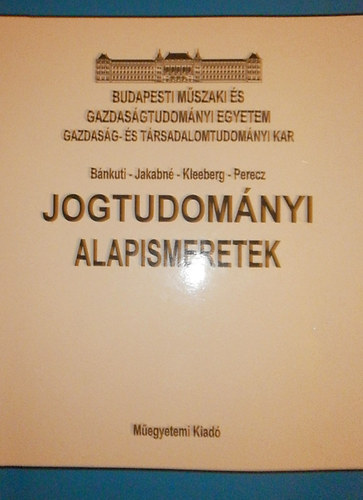 BUDAPESTI MŰSZAKI ÉS
GAZDASÁGTUDOMÁNYI EGYETEM
GAZDASÁG- ÉS TÁRSADALOMTUDOMÁNYI KAR
Bánkuti - Jakabné - Kleeberg - Perecz
JOGTUDOMÁNYI
ALAPISMERETEK
Műegyetemi Kiadó